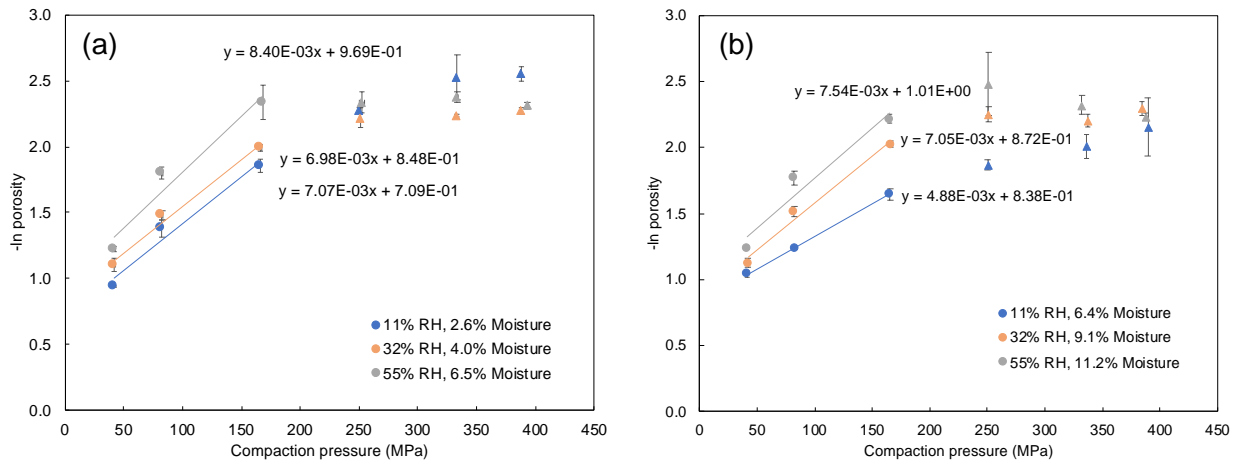 (a)
y = 8.40E-03x + 9.69E-01
y = 6.98E-03x + 8.48E-01
y = 7.07E-03x + 7.09E-01
11% RH, 2.6% Moisture
32% RH, 4.0% Moisture
55% RH, 6.5% Moisture
-ln porosity
3.0
2.5
2.0
1.5
1.0
0.5
0.0
0 50 100 150 200 250 300 350 400 450
Compaction pressure (MPa)
(b)
y = 7.54E-03x + 1.01E+00
y = 7.05E-03x + 8.72E-01
y = 4.88E-03x + 8.38E-01
11% RH, 6.4% Moisture
32% RH, 9.1% Moisture
55% RH, 11.2% Moisture
-ln porosity
3.0
2.5
2.0
1.5
1.0
0.5
0.0
0 50 100 150 200 250 300 350 400 450
Compaction pressure (MPa)